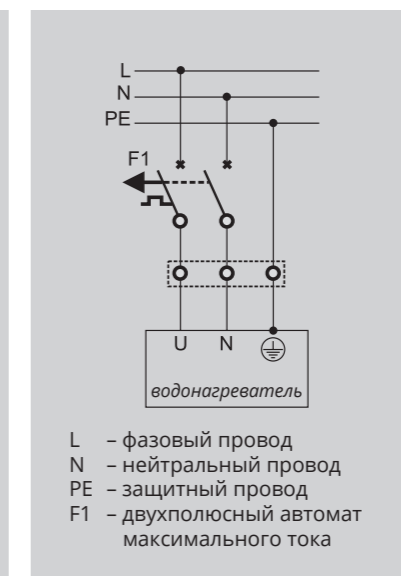 L
N
PE
F1
U N
водонагреватель
L – фазовый провод
N – нейтральный провод
PE – защитный провод
F1 – двухполюсный автомат
максимального тока